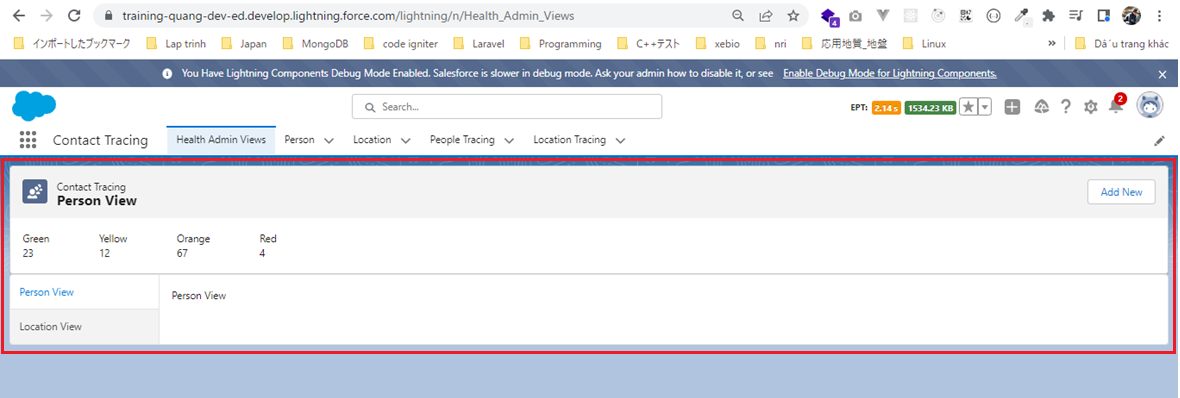 training-quang-dev-ed.develop.lightning.force.com/lightning/n/Health_Admin_Views
インポートしたブックマーク Lap trinh Japan MongoDB code igniter Laravel Programming C++テスト xebio nri 応用地質_地盤 Linux » Dấu trang khác
You Have Lightning Components Debug Mode Enabled. Salesforce is slower in debug mode. Ask your admin how to disable it, or see Enable Debug Mode for Lightning Components.
Search... EPT: 2.14 s 1534.23 KB 2
Contact Tracing Health Admin Views Person Location People Tracing Location Tracing
Contact Tracing
Person View
Add New
Green Yellow Orange Red
23 12 67 4
Person View Person View
Location View